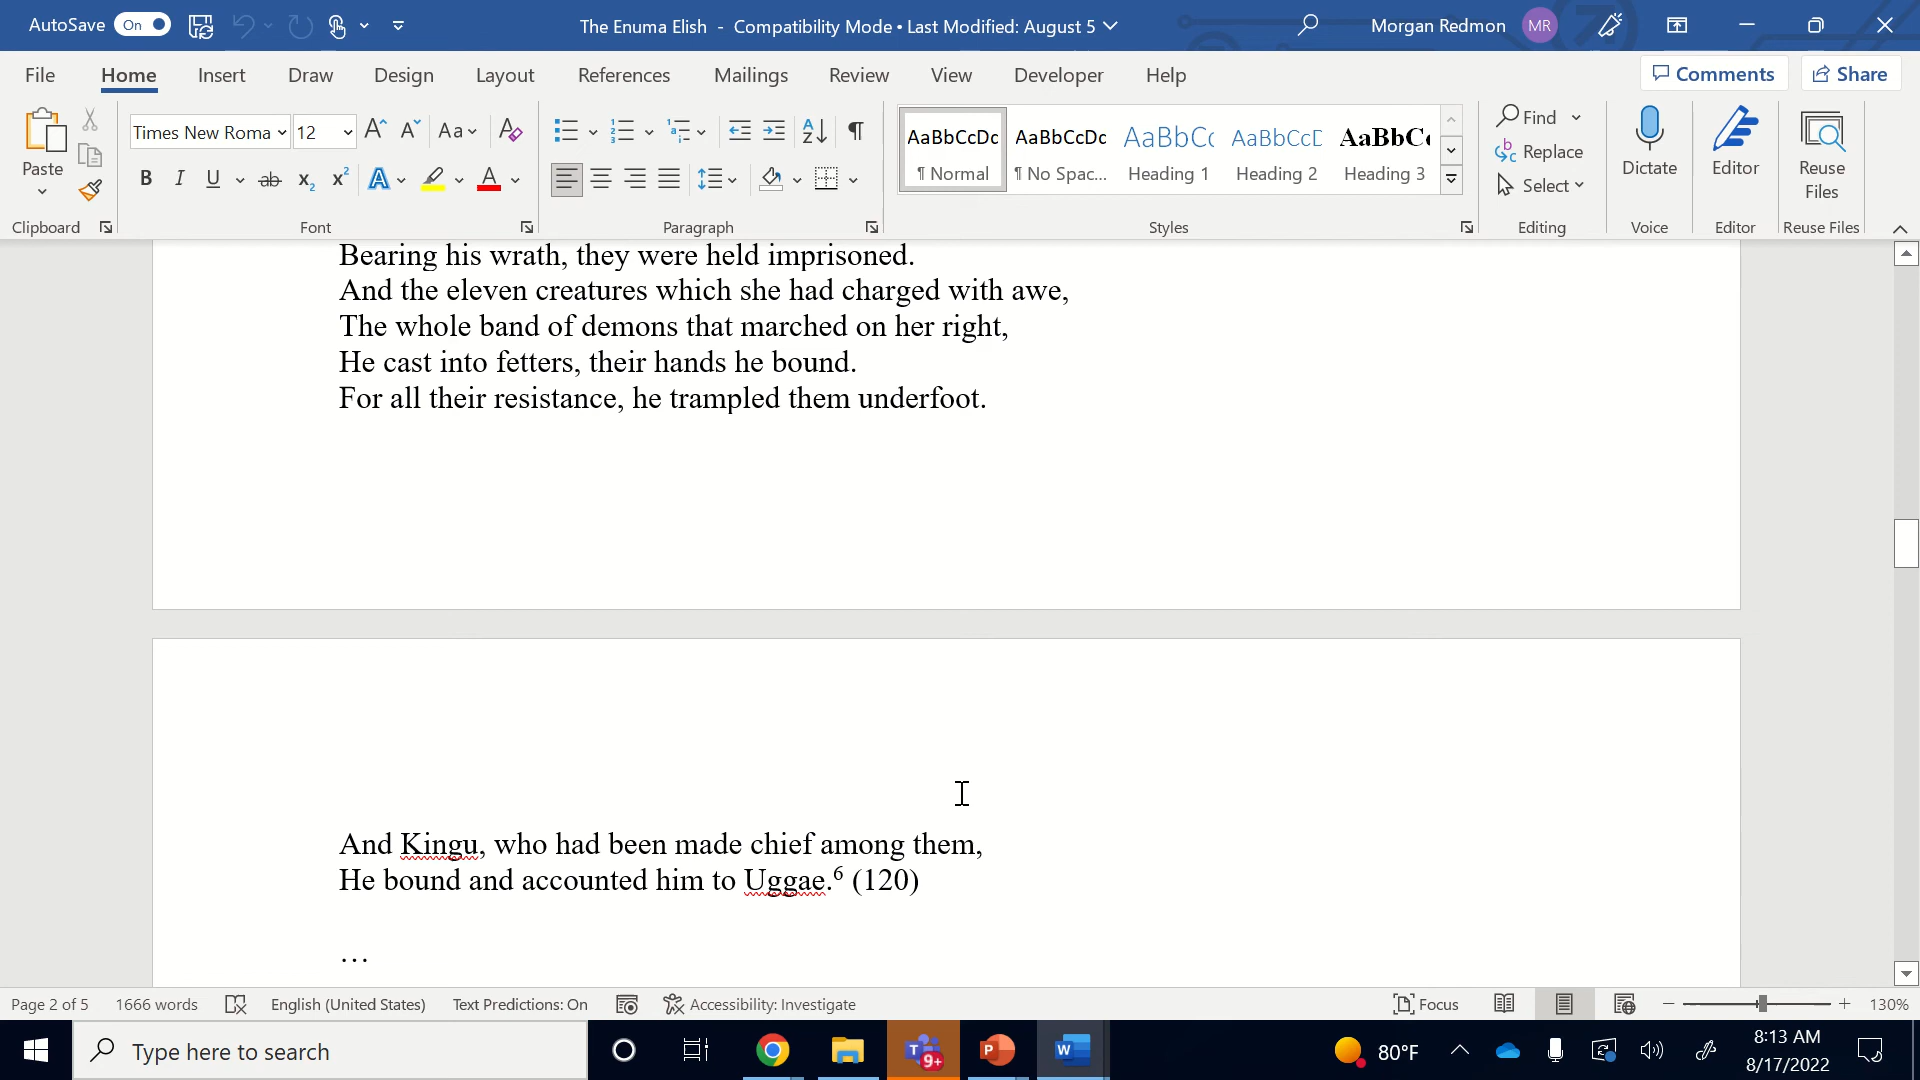 AutoSave On The Enuma Elish - Compatibility Mode • Last Modified: August 5 Morgan Redmon MR
File Home Insert Draw Design Layout References Mailings Review View Developer Help Comments Share
Paste
Clipboard
Times New Roma 12
Font
Paragraph
AaBbCcDc AaBbCcDc AaBbC AaBbCcD AaBbC
¶ Normal ¶ No Spac... Heading 1 Heading 2 Heading 3
Styles
Find
Replace
Select
Editing
Dictate
Voice
Editor
Editor
Reuse
Files
Reuse Files
Bearing his wrath, they were held imprisoned.
And the eleven creatures which she had charged with awe,
The whole band of demons that marched on her right,
He cast into fetters, their hands he bound.
For all their resistance, he trampled them underfoot.
And Kingu, who had been made chief among them,
He bound and accounted him to Uggae.⁶ (120)
…
Page 2 of 5 1666 words English (United States) Text Predictions: On Accessibility: Investigate Focus 130%
Type here to search 9+ 80°F 8:13 AM
8/17/2022